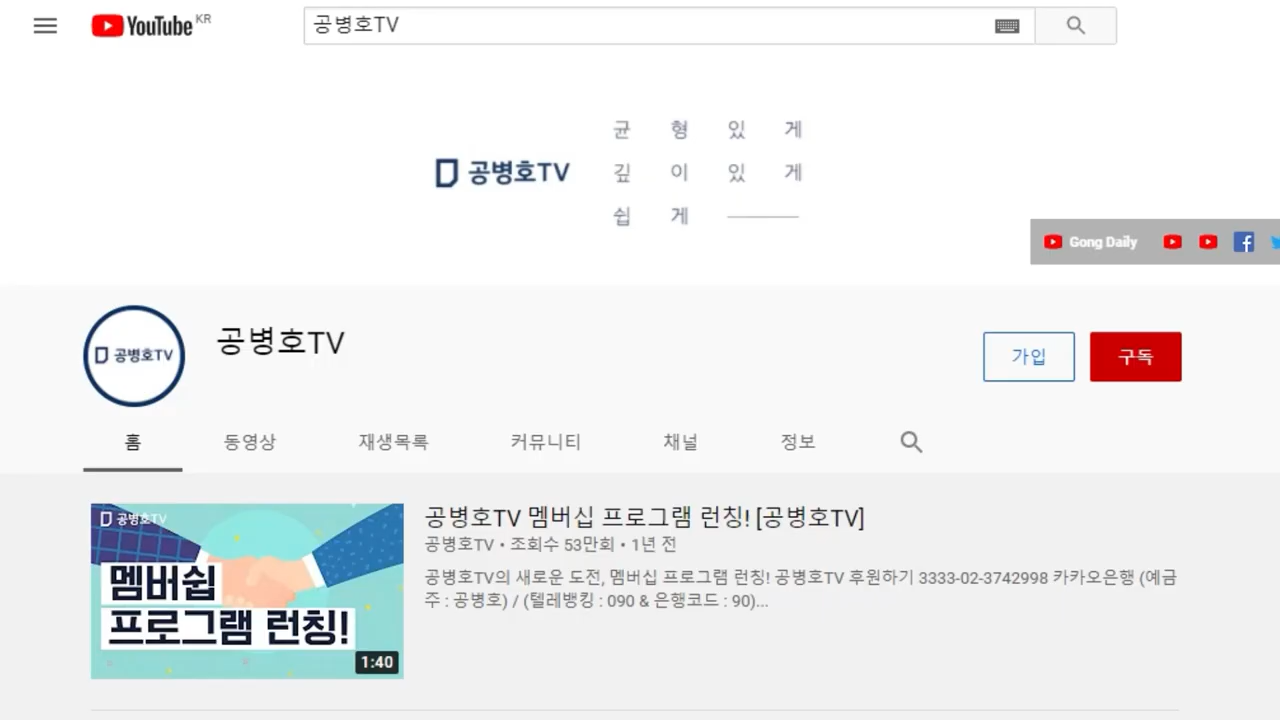 YouTube KR
공병호TV
균 형 있 게
공병호TV
깊 이 있 게
쉽 게
Gong Daily
공병호TV
공병호TV
가입
구독
홈
동영상
재생목록
커뮤니티
채널
정보
공병호TV
멤버쉽
프로그램 런칭!
1:40
공병호TV 멤버십 프로그램 런칭! [공병호TV]
공병호TV • 조회수 53만회 • 1년 전
공병호TV의 새로운 도전, 멤버십 프로그램 런칭! 공병호TV 후원하기 3333-02-3742998 카카오은행 (예금
주 : 공병호) / (텔레뱅킹 : 090 & 은행코드 : 90)...